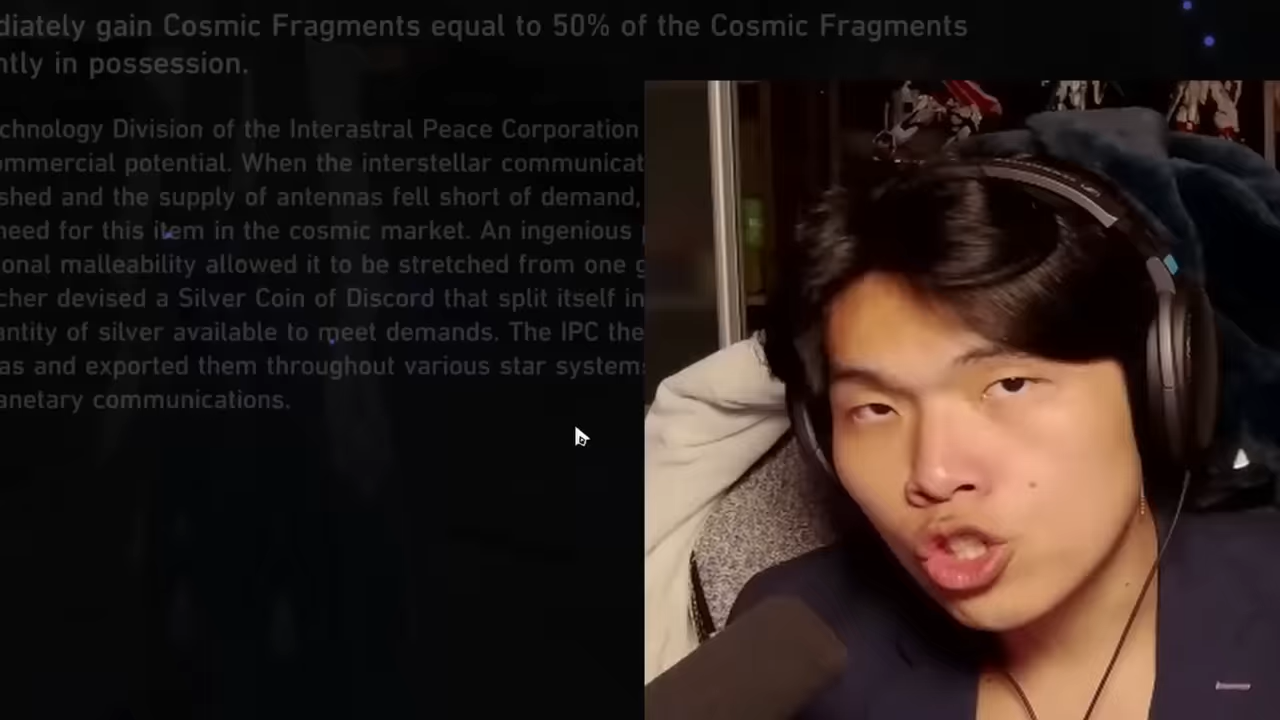 diately gain Cosmic Fragments equal to 50% of the Cosmic Fragments
ntly in possession.
chnology Division of the Interastral Peace Corporation
ommercial potential. When the interstellar communicat
shed and the supply of antennas fell short of demand,
need for this item in the cosmic market. An ingenious
ional malleability allowed it to be stretched from one g
cher devised a Silver Coin of Discord that split itself in
antity of silver available to meet demands. The IPC the
as and exported them throughout various star systems
anetary communications.